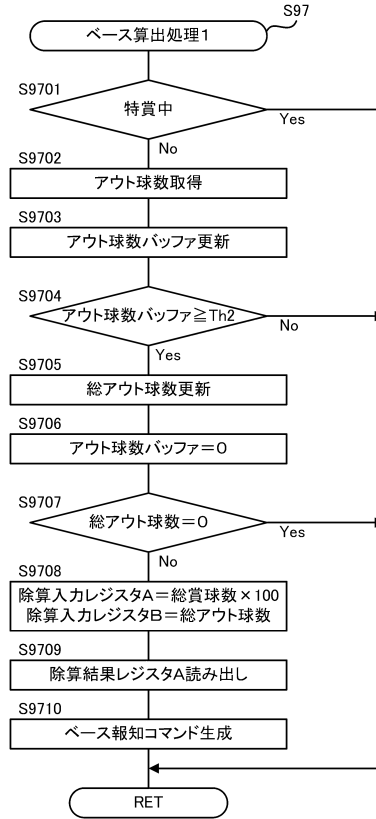 S97
ベース算出処理1
S9701
特賞中
Yes
No
S9702
アウト球数取得
S9703
アウト球数バッファ更新
S9704
アウト球数バッファ≧Th2
No
Yes
S9705
総アウト球数更新
S9706
アウト球数バッファ=0
S9707
総アウト球数=0
Yes
No
S9708
除算入力レジスタA=総賞球数×100
除算入力レジスタB=総アウト球数
S9709
除算結果レジスタA読み出し
S9710
ベース報知コマンド生成
RET